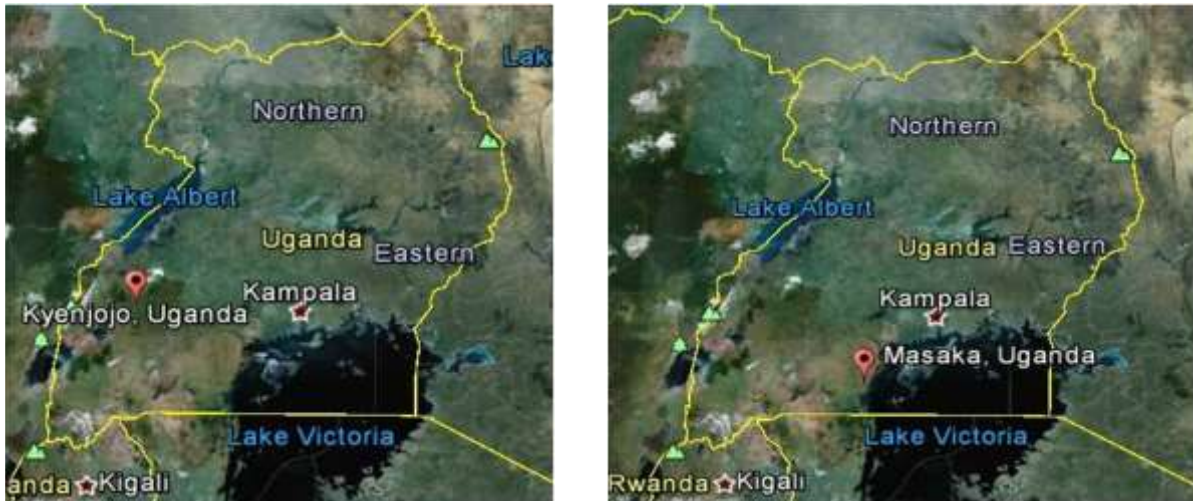 Lak
Northern
Lake Albert
Uganda
Eastern
Kampala
Kyenjojo, Uganda
Lake Victoria
anda
Kigali
Northern
Lake Albert
Uganda
Eastern
Kampala
Masaka, Uganda
Lake Victoria
Rwanda
Kigali